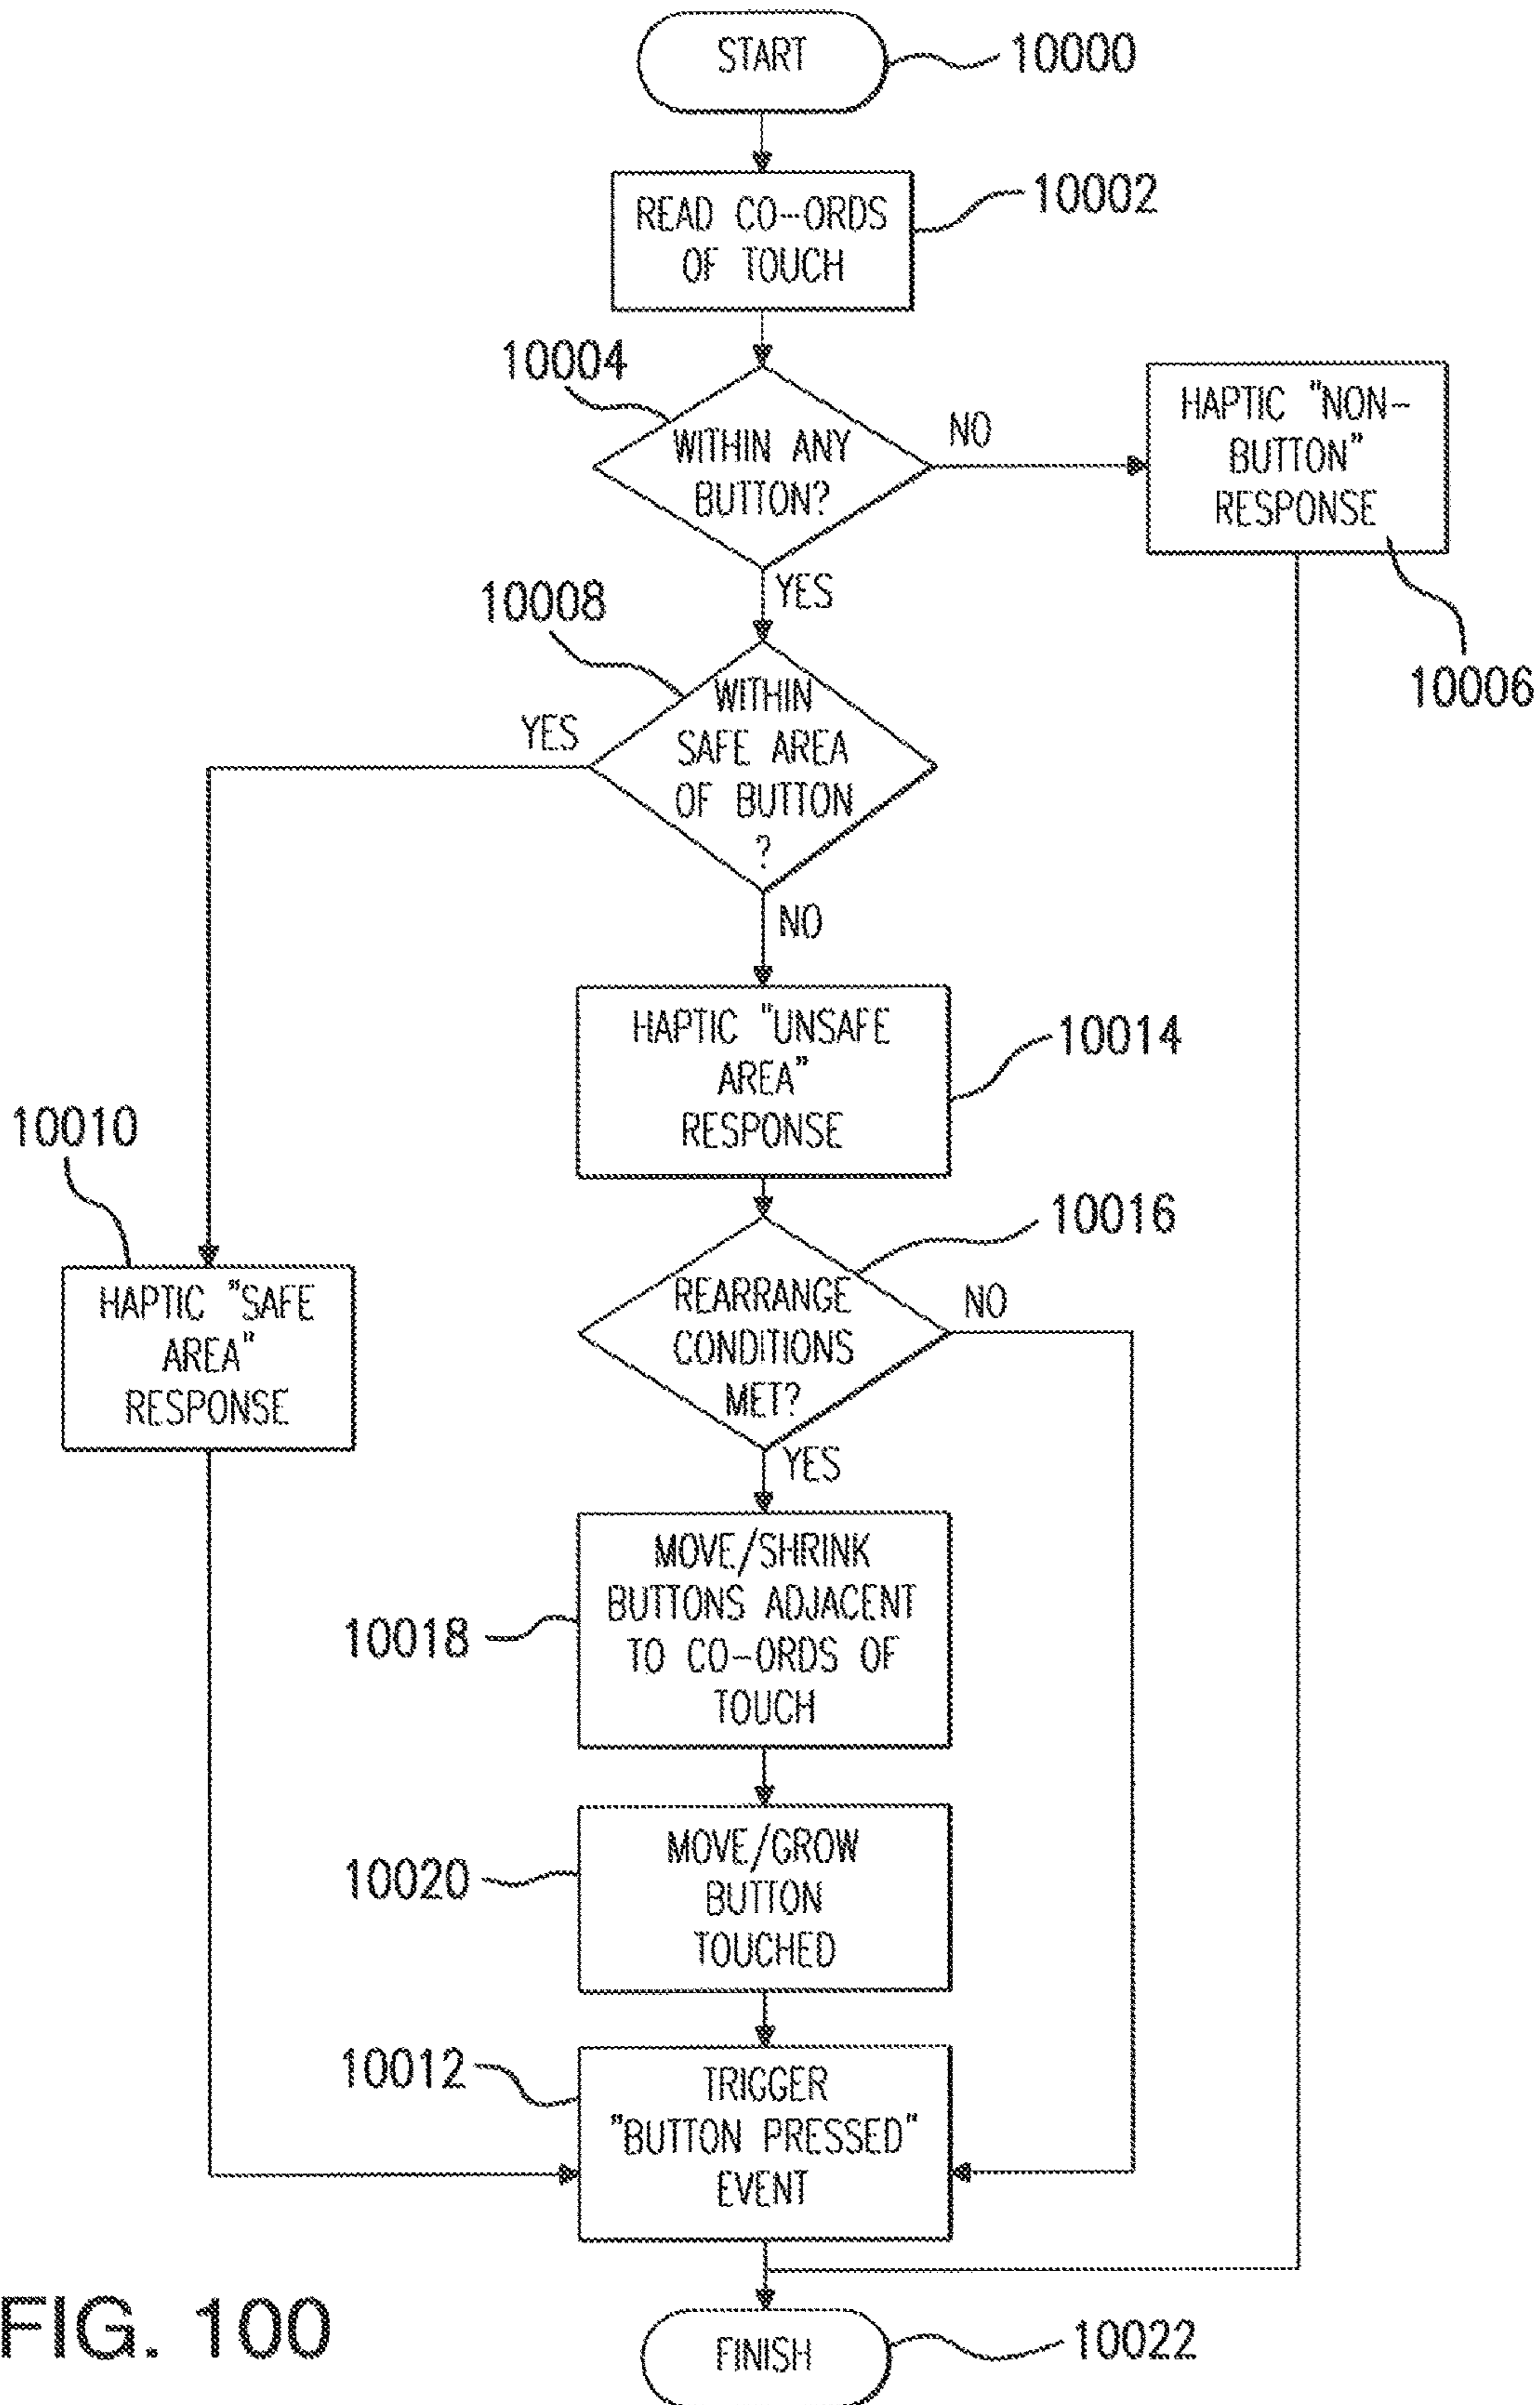 START
10000
READ CO-ORDS
OF TOUCH
10002
10004
WITHIN ANY
BUTTON?
NO
HAPTIC "NON-
BUTTON"
RESPONSE
10006
YES
10008
WITHIN
SAFE AREA
OF BUTTON
?
YES
NO
HAPTIC "UNSAFE
AREA"
RESPONSE
10014
10010
HAPTIC "SAFE
AREA"
RESPONSE
10016
REARRANGE
CONDITIONS
MET?
NO
YES
MOVE/SHRINK
BUTTONS ADJACENT
TO CO-ORDS OF
TOUCH
10018
MOVE/GROW
BUTTON
TOUCHED
10020
10012
TRIGGER
"BUTTON PRESSED"
EVENT
FINISH
10022
FIG. 100